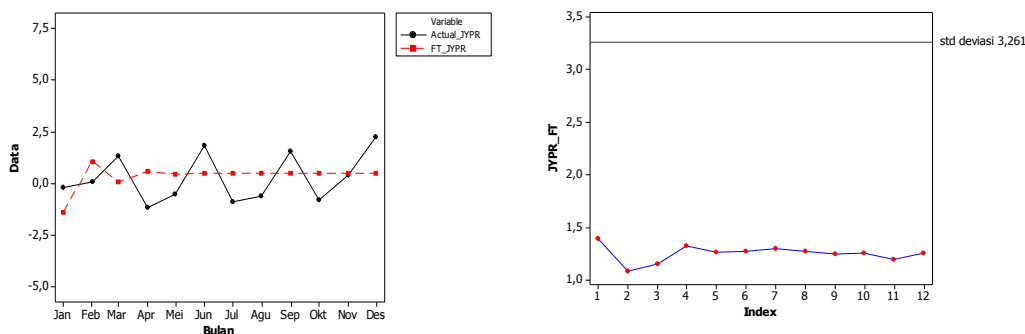 Variable
Actual_JYPR
FT_JYPR
Data
7,5
5,0
2,5
0,0
-2,5
-5,0
Jan Feb Mar Apr Mei Jun Jul Agu Sep Okt Nov Des
Bulan
JYPR_FT
3,5
3,0
2,5
2,0
1,5
1,0
std deviasi 3,261
1 2 3 4 5 6 7 8 9 10 11 12
Index